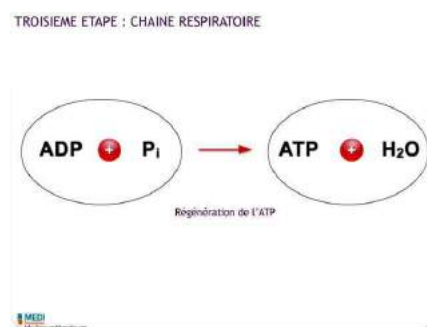 TROISIEME ETAPE : CHAINE RESPIRATOIRE
ADP + Pi → ATP + H₂O
Régénération de l'ATP
MEDI